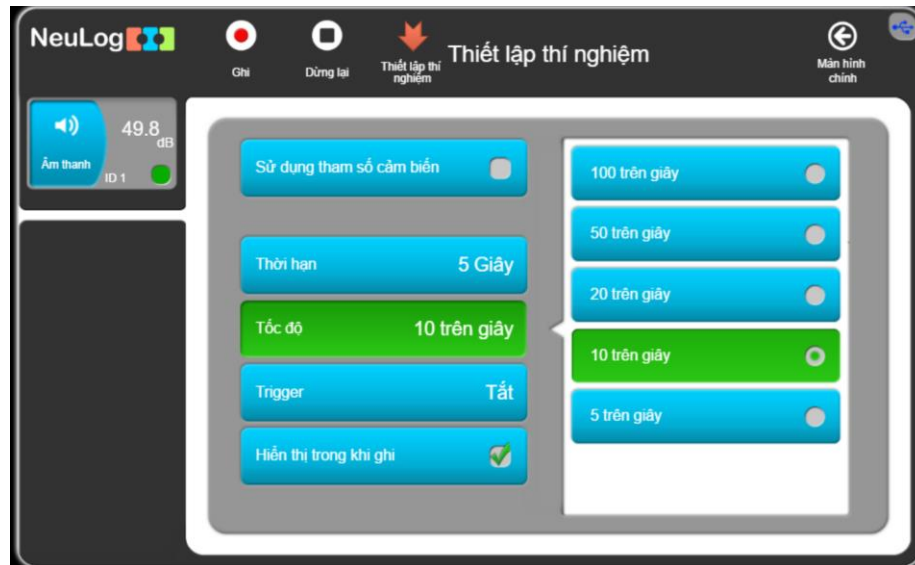 NeuLog
Ghi
Dừng lại
Thiết lập thí
nghiệm
Thiết lập thí nghiệm
Màn hình
chính
Âm thanh
49.8
dB
ID 1
Sử dụng tham số cảm biến
Thời hạn 5 Giây
Tốc độ 10 trên giây
Trigger Tắt
Hiển thị trong khi ghi
100 trên giây
50 trên giây
20 trên giây
10 trên giây
5 trên giây